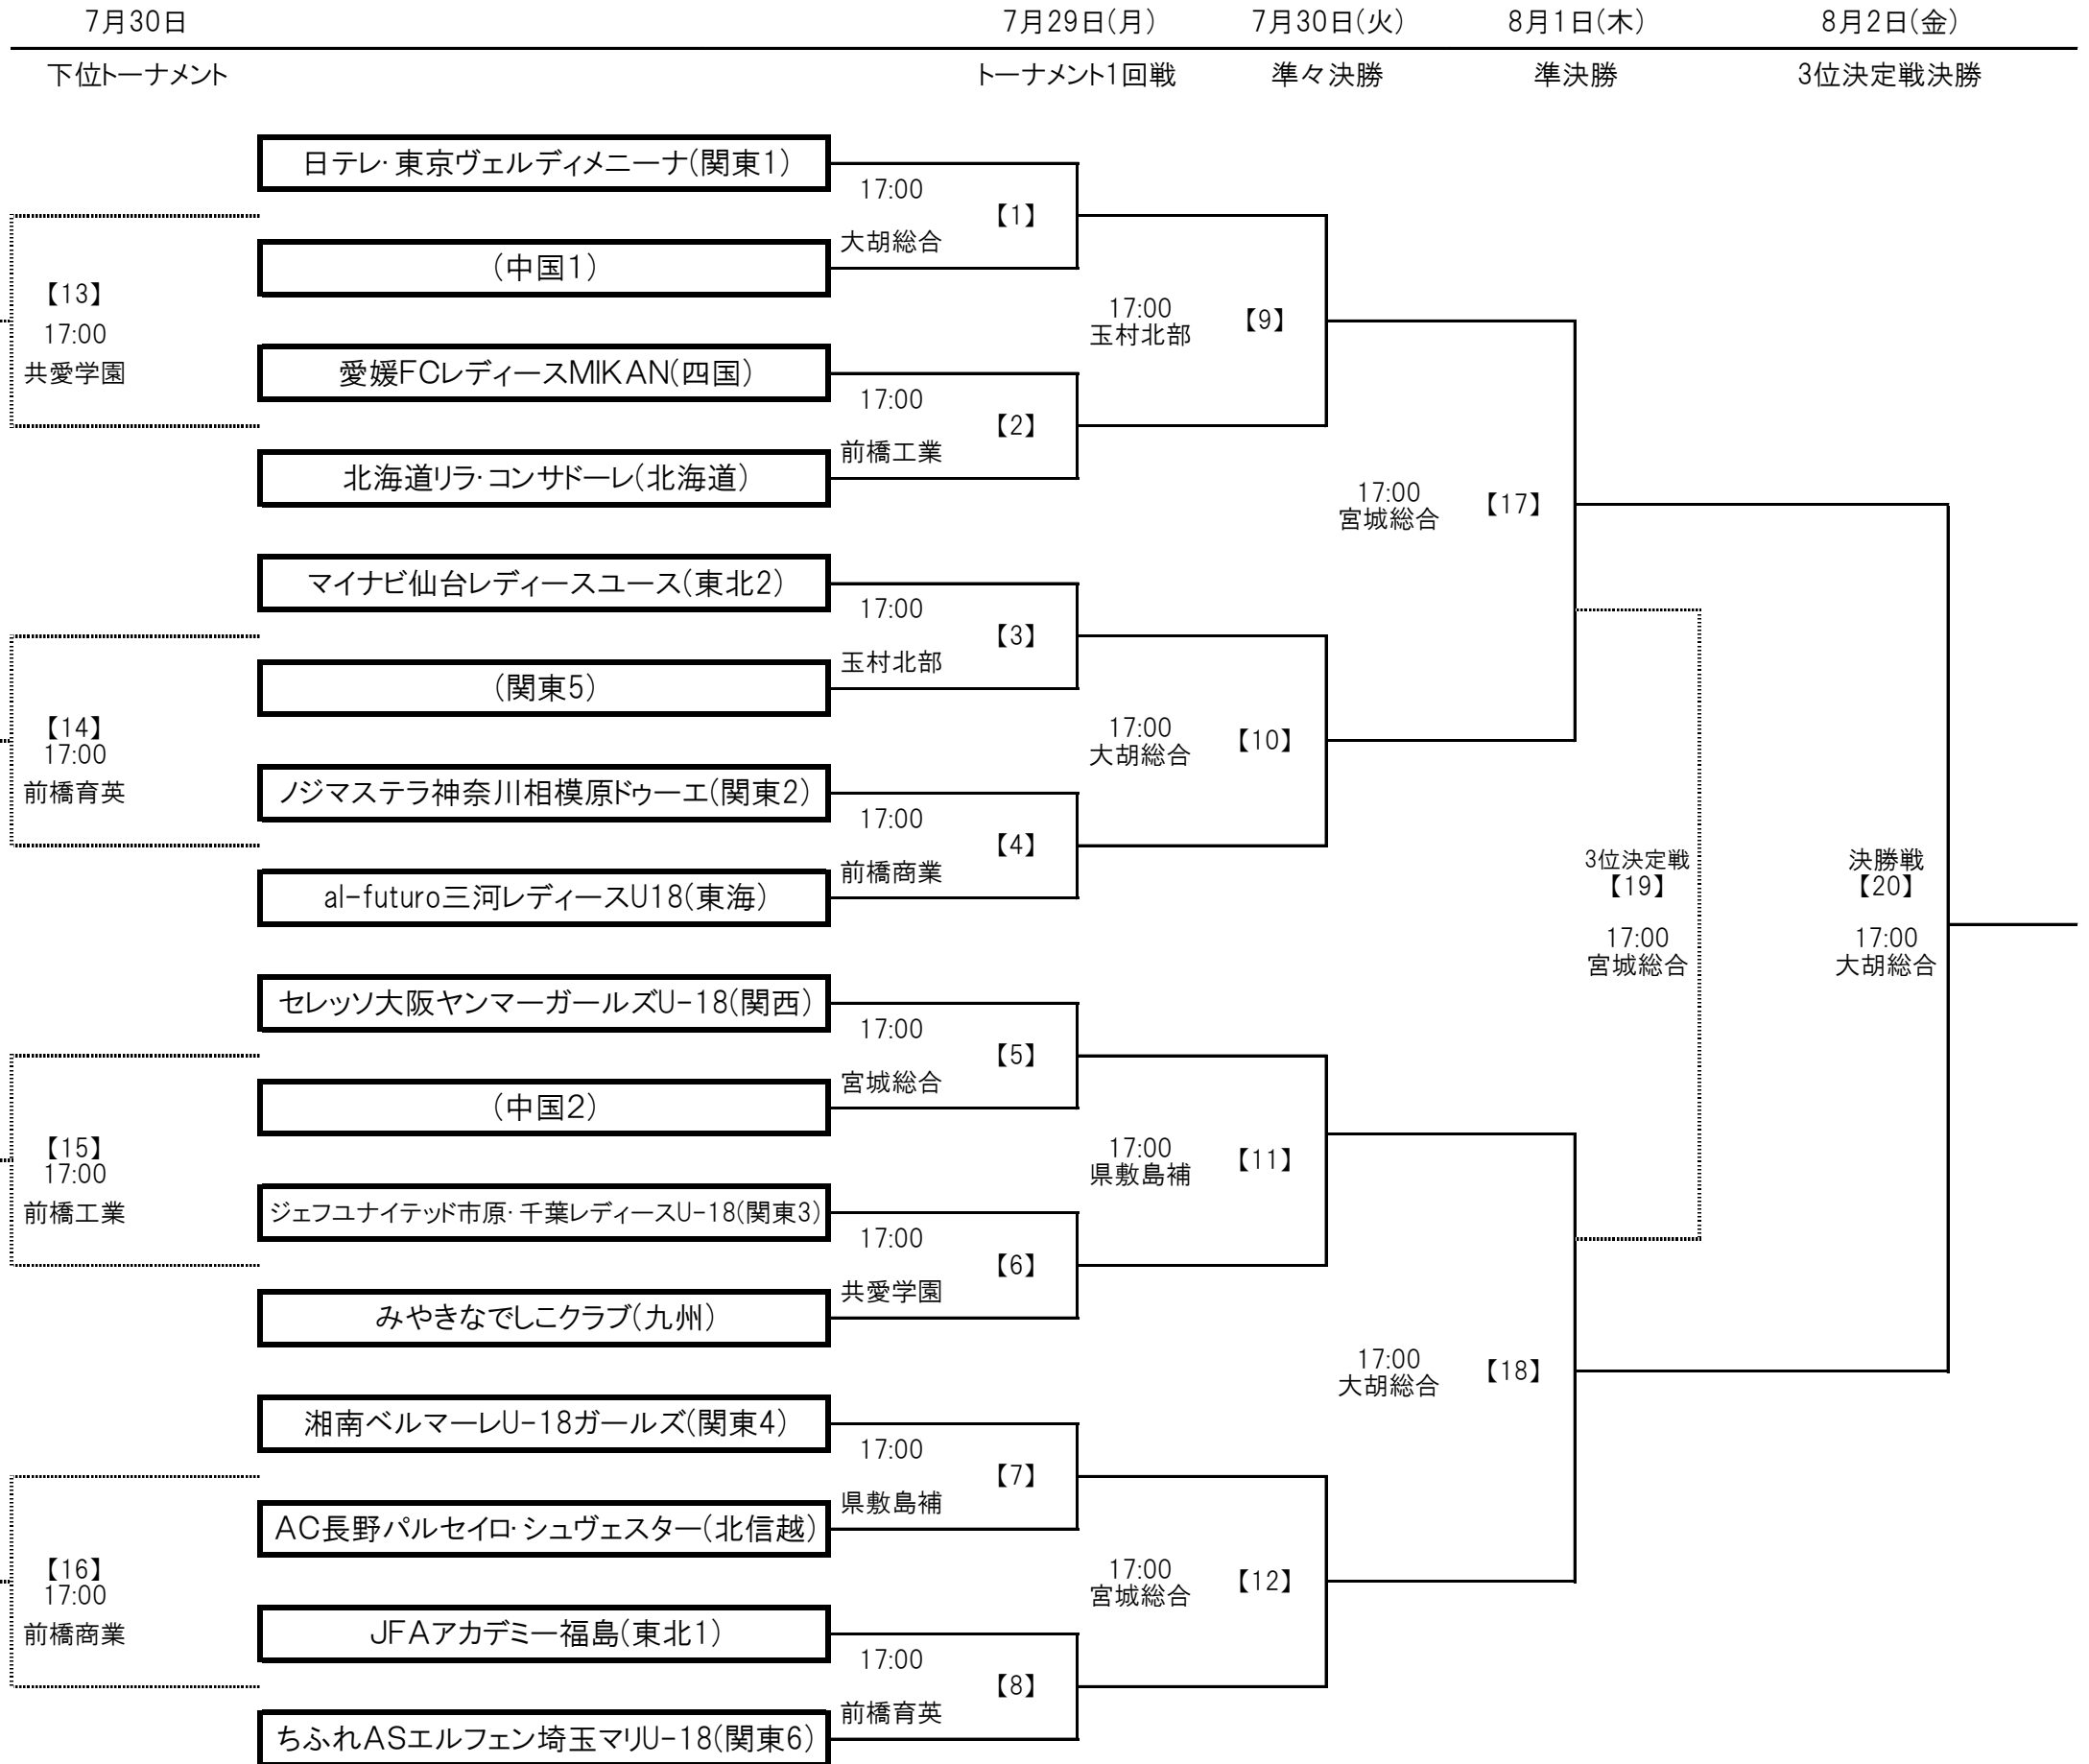 7月30日 7月29日(月) 7月30日(火) 8月1日(木) 8月2日(金)
下位トーナメント トーナメント1回戦 準々決勝 準決勝 3位決定戦決勝
日テレ・東京ヴェルディメニーナ(関東1)
17:00
【1】
大胡総合
(中国1)
【13】
17:00
共愛学園
17:00
玉村北部
【9】
愛媛FCレディースMIKAN(四国)
17:00
【2】
前橋工業
北海道リラ・コンサドーレ(北海道)
17:00
宮城総合
【17】
マイナビ仙台レディースユース(東北2)
17:00
【3】
玉村北部
(関東5)
【14】
17:00
前橋育英
17:00
大胡総合
【10】
ノジマステラ神奈川相模原ドゥーエ(関東2)
17:00
【4】
前橋商業
al-futuro三河レディースU18(東海)
3位決定戦
【19】
17:00
宮城総合
決勝戦
【20】
17:00
大胡総合
セレッソ大阪ヤンマーガールズU-18(関西)
17:00
【5】
宮城総合
(中国2)
【15】
17:00
前橋工業
17:00
県敷島補
【11】
ジェフユナイテッド市原・千葉レディースU-18(関東3)
17:00
【6】
共愛学園
みやきなでしこクラブ(九州)
17:00
大胡総合
【18】
湘南ベルマーレU-18ガールズ(関東4)
17:00
【7】
県敷島補
AC長野パルセイロ・シュヴェスター(北信越)
【16】
17:00
前橋商業
17:00
宮城総合
【12】
JFAアカデミー福島(東北1)
17:00
【8】
前橋育英
ちふれASエルフェン埼玉マリU-18(関東6)